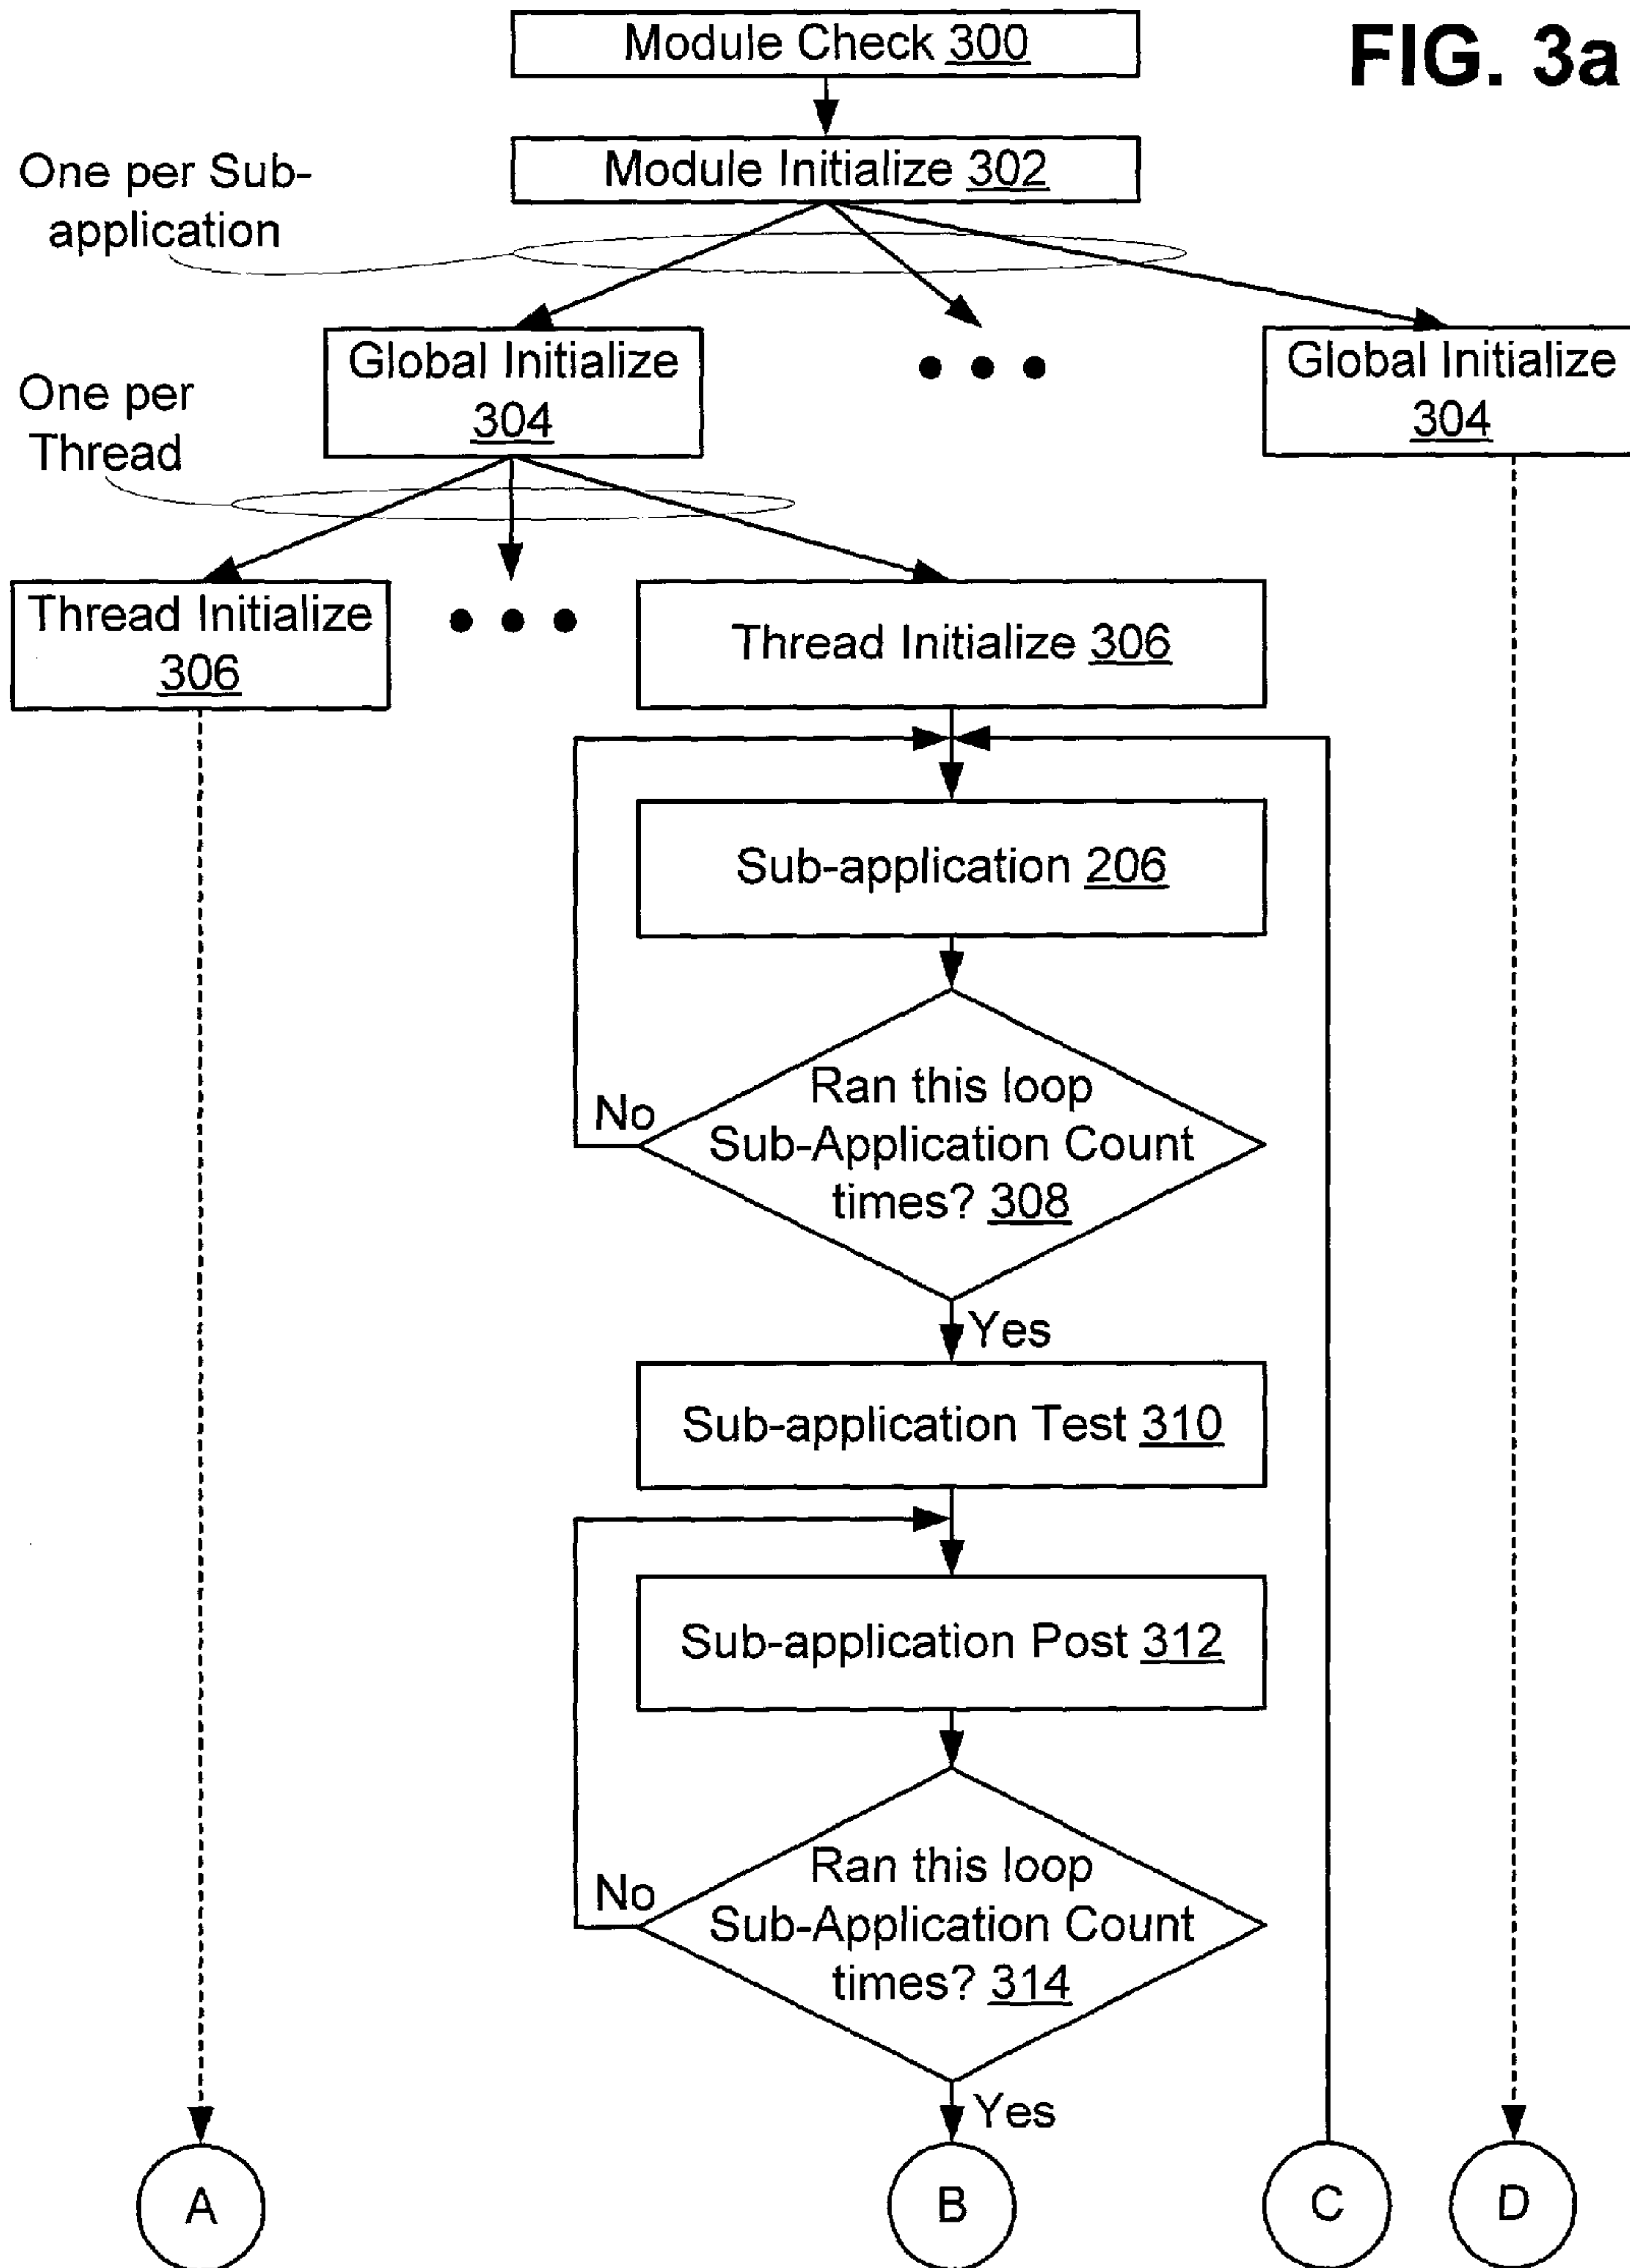 FIG. 3a
Module Check 300
Module Initialize 302
One per Sub-
application
Global Initialize
304
Global Initialize
304
One per
Thread
Thread Initialize
306
Thread Initialize 306
Sub-application 206
Ran this loop
Sub-Application Count
times? 308
No
Yes
Sub-application Test 310
Sub-application Post 312
Ran this loop
Sub-Application Count
times? 314
No
Yes
A
B
C
D